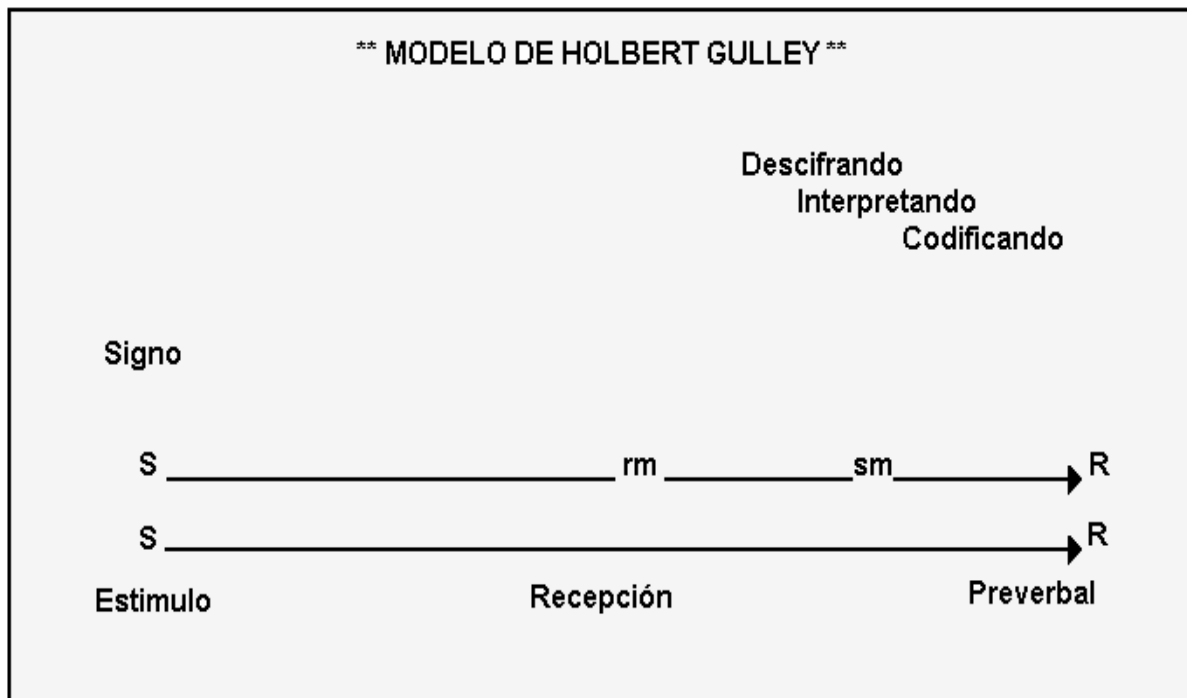 ** MODELO DE HOLBERT GULLEY **
Descifrando
Interpretando
Codificando
Signo
S rm sm R
S R
Estimulo Recepción Preverbal